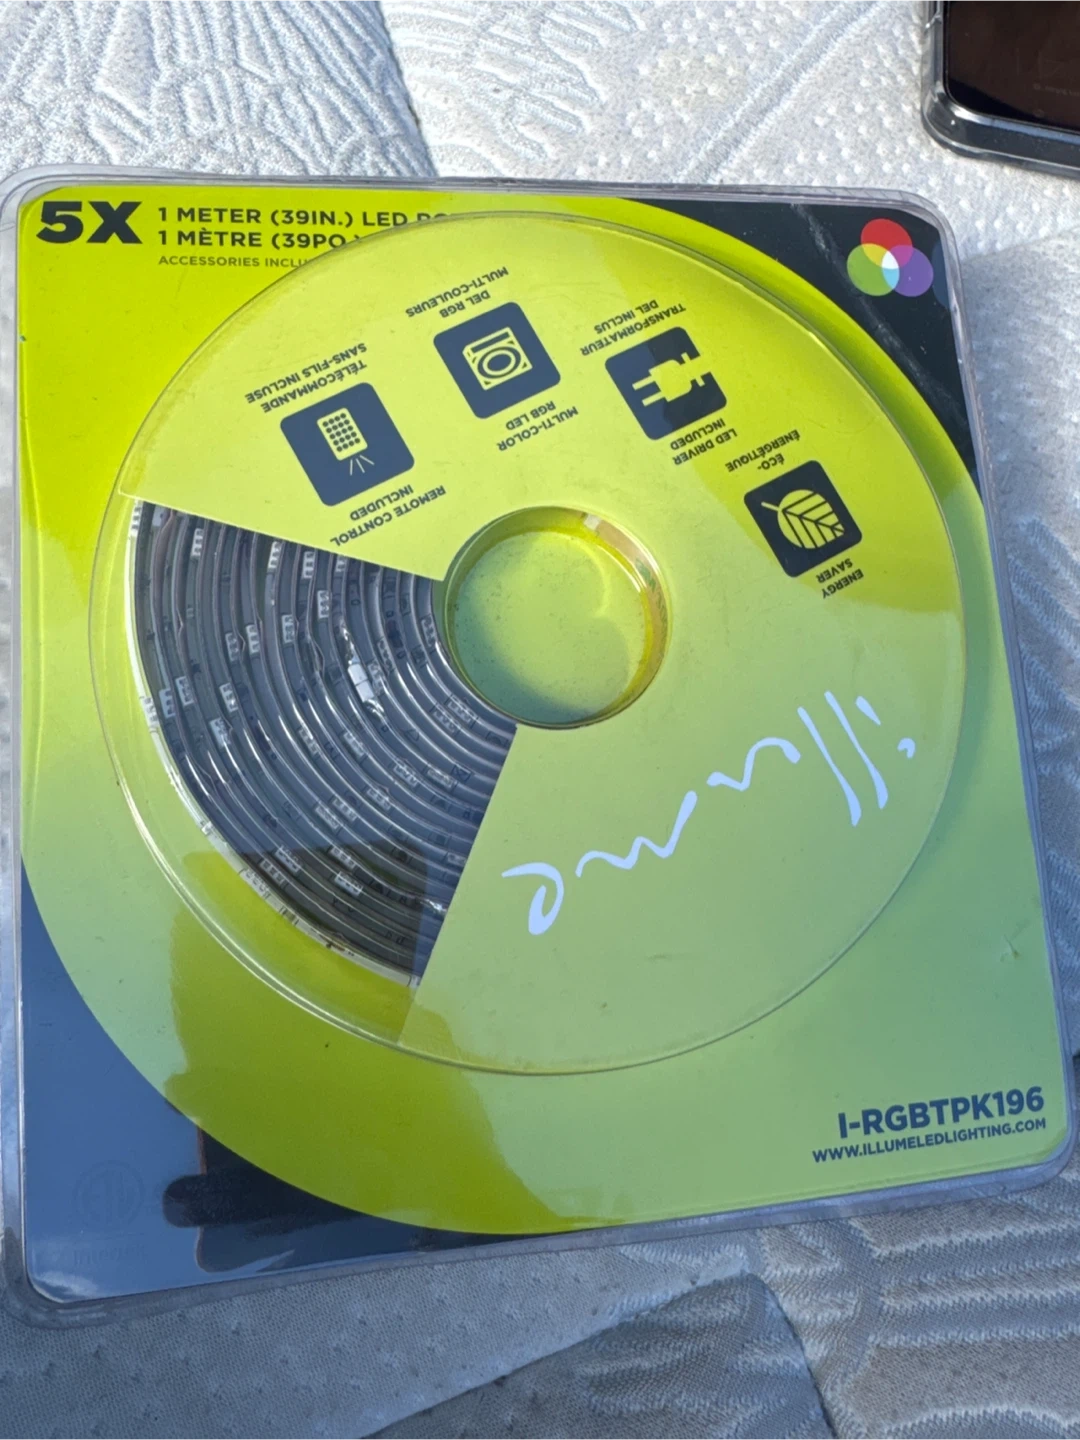 5X
1 METER (39IN.) LED
1 MÈTRE (39PO.)
ACCESSORIES
MULTI-COULEURS
DEL RGB
MULTI-COLOR
RGB LED
TRANSFORMATEUR
DEL INCLUS
LED DRIVER
INCLUDED
TÉLÉCOMMANDE
SANS-FILS INCLUSE
REMOTE CONTROL
INCLUDED
ÉCO-
ÉNERGÉTIQUE
ENERGY
SAVER
illume
I-RGBTPK196
WWW.ILLUMELEDLIGHTING.COM